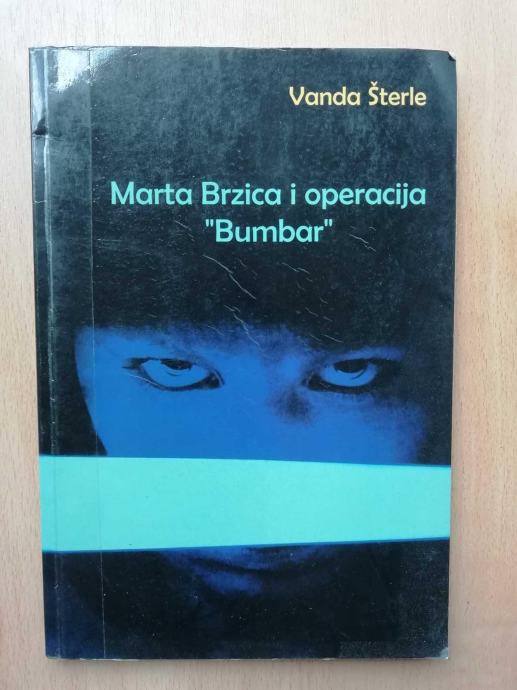 Vanda Šterle
Marta Brzica i operacija
"Bumbar"